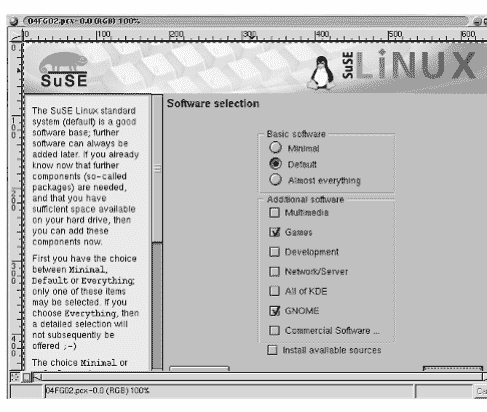 04FG02.pcx-0.0 (RGB) 100%
0 100 200 300 400 500 600
SuSE
SuSE LiNUX
The SuSE Linux standard
system (default) is a good
software base; further
software can always be
added later. If you already
know now that further
components (so-called
packages) are needed,
and that you have
sufficient space available
on your hard drive, then
you can add these
components now.
First you have the choice
between Minimal,
Default or Everything;
only one of these items
may be selected. If you
choose Everything, then
a detailed selection will
not subsequently be
offered ;-)
The choice Minimal or
Software selection
Basic software
Minimal
Default
Almost everything
Additional software
Multimedia
Games
Development
Network/Server
All of KDE
GNOME
Commercial Software ...
Install available sources
04FG02.pcx-0.0 (RGB) 100%